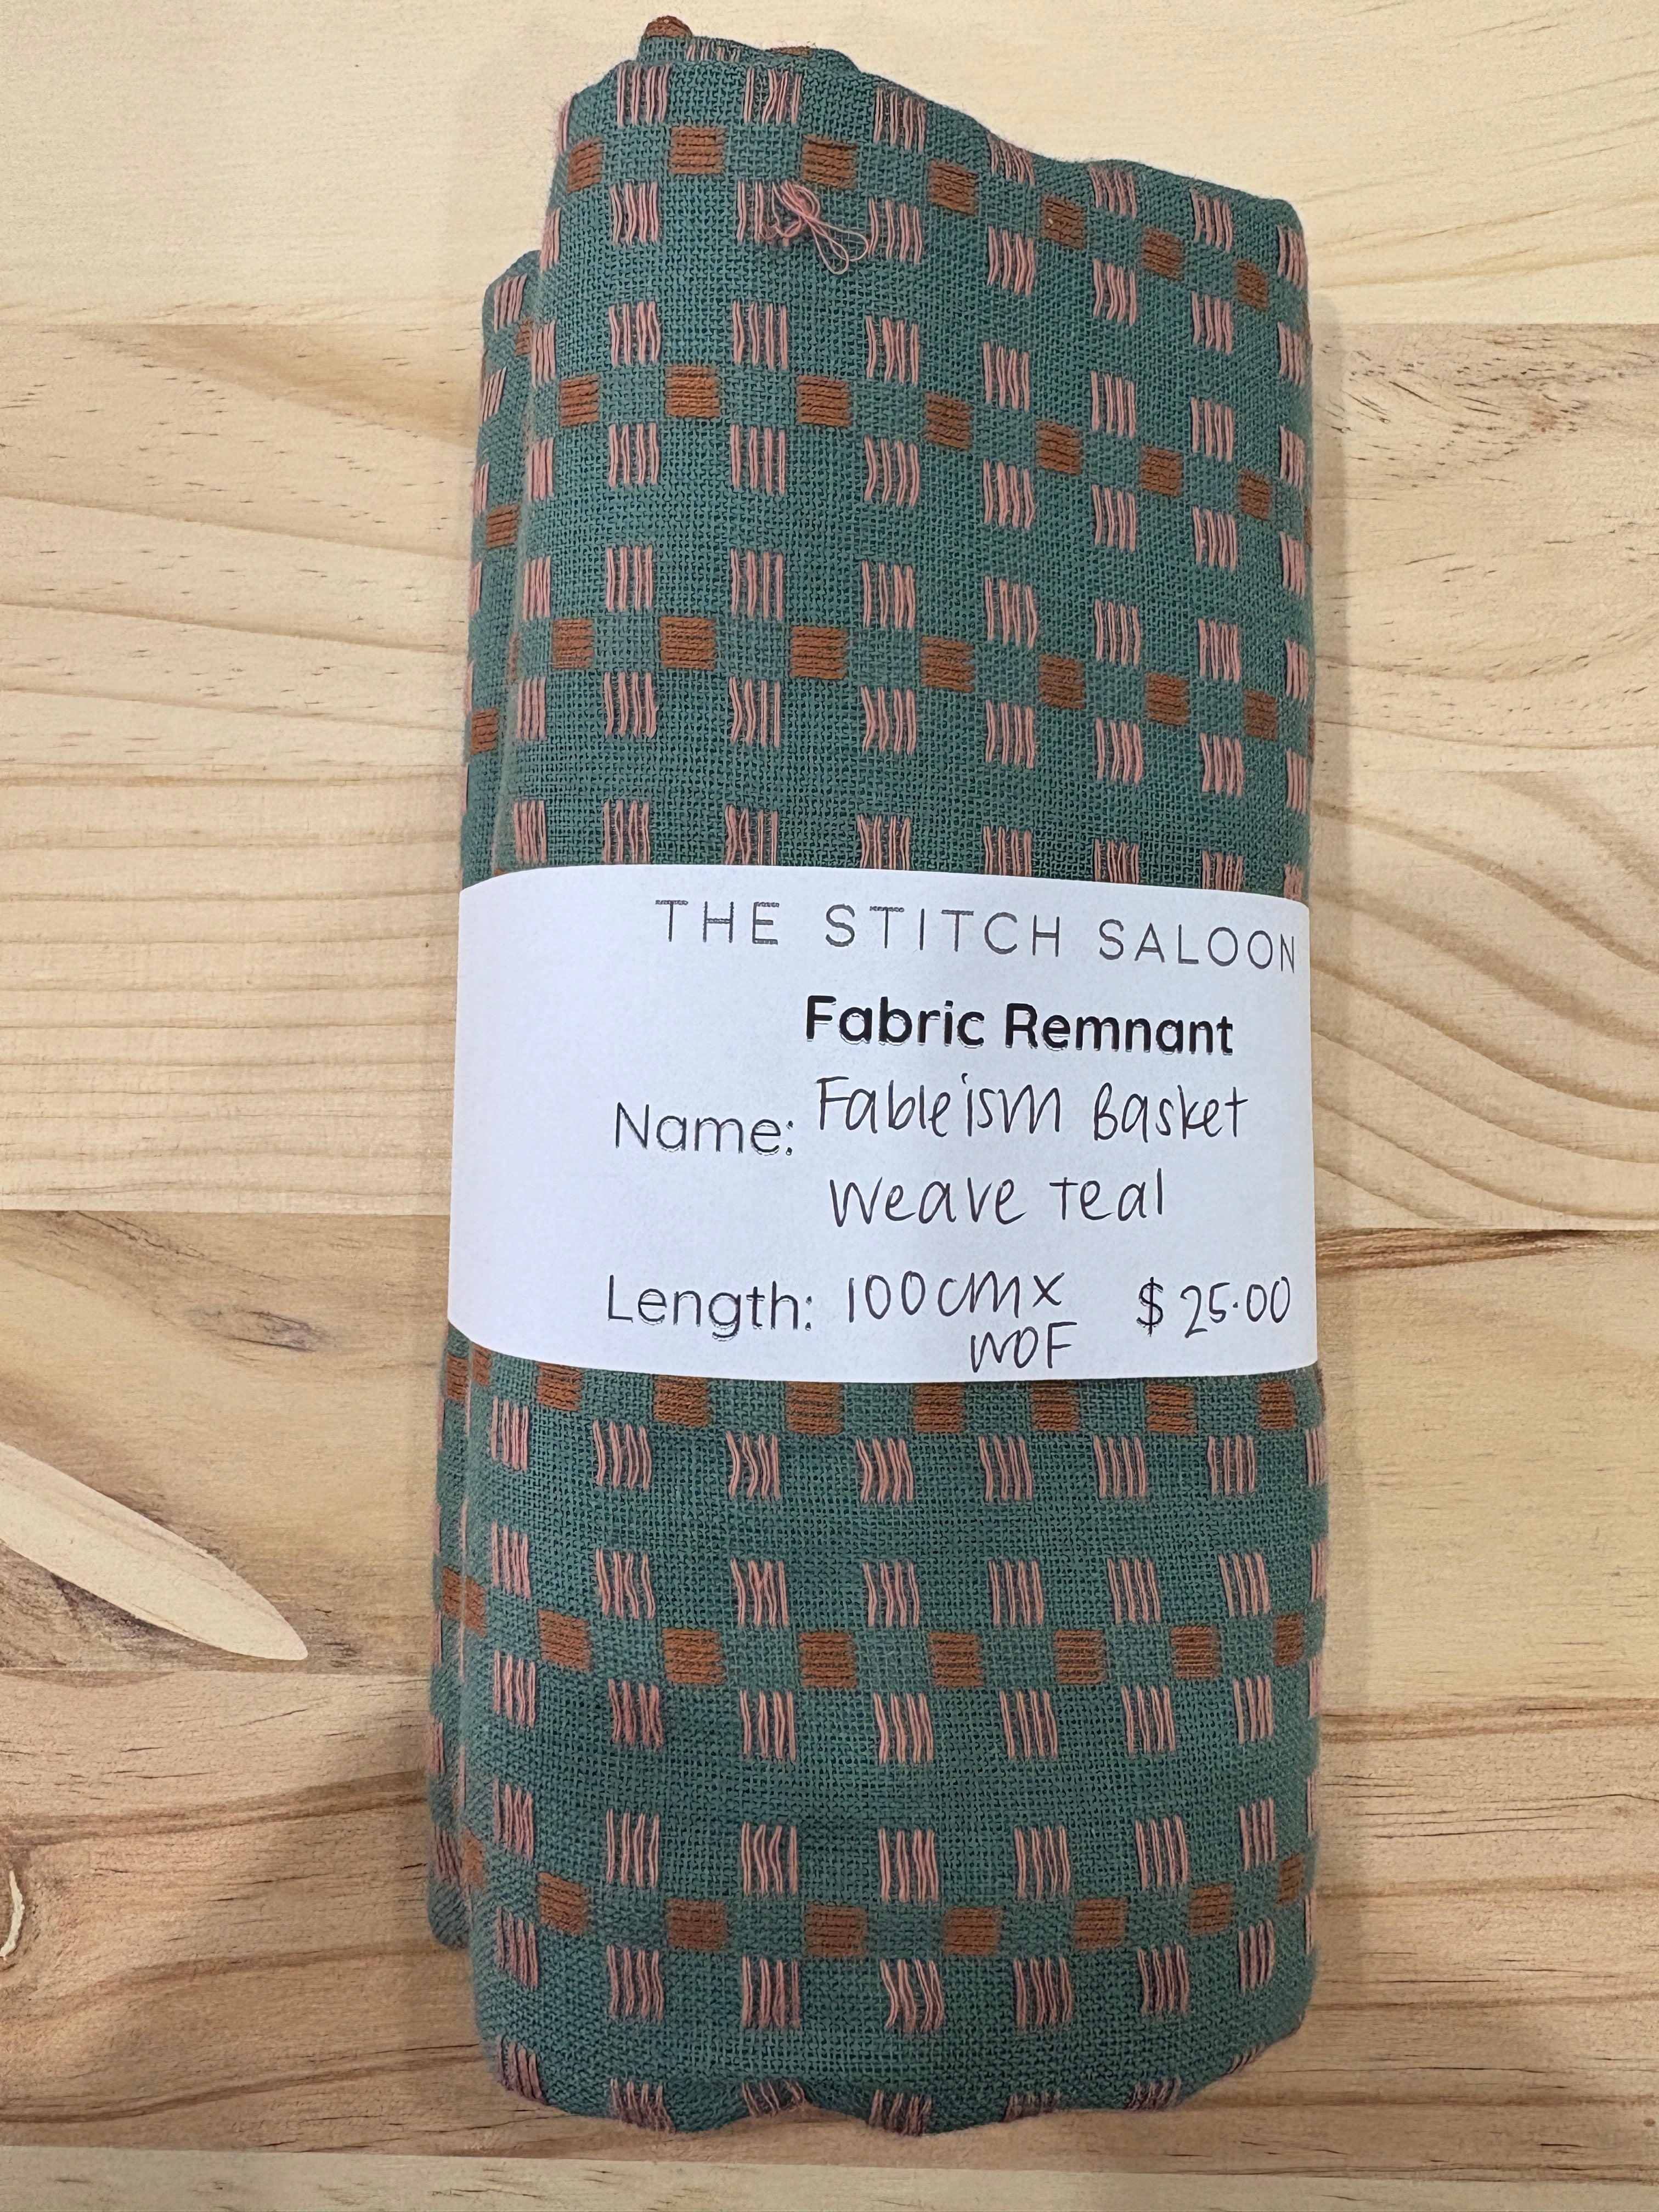 THE STITCH SALOON
Fabric Remnant
Name: Fableism Basket
Weave Teal
Length: 100cm x $25.00
WOF